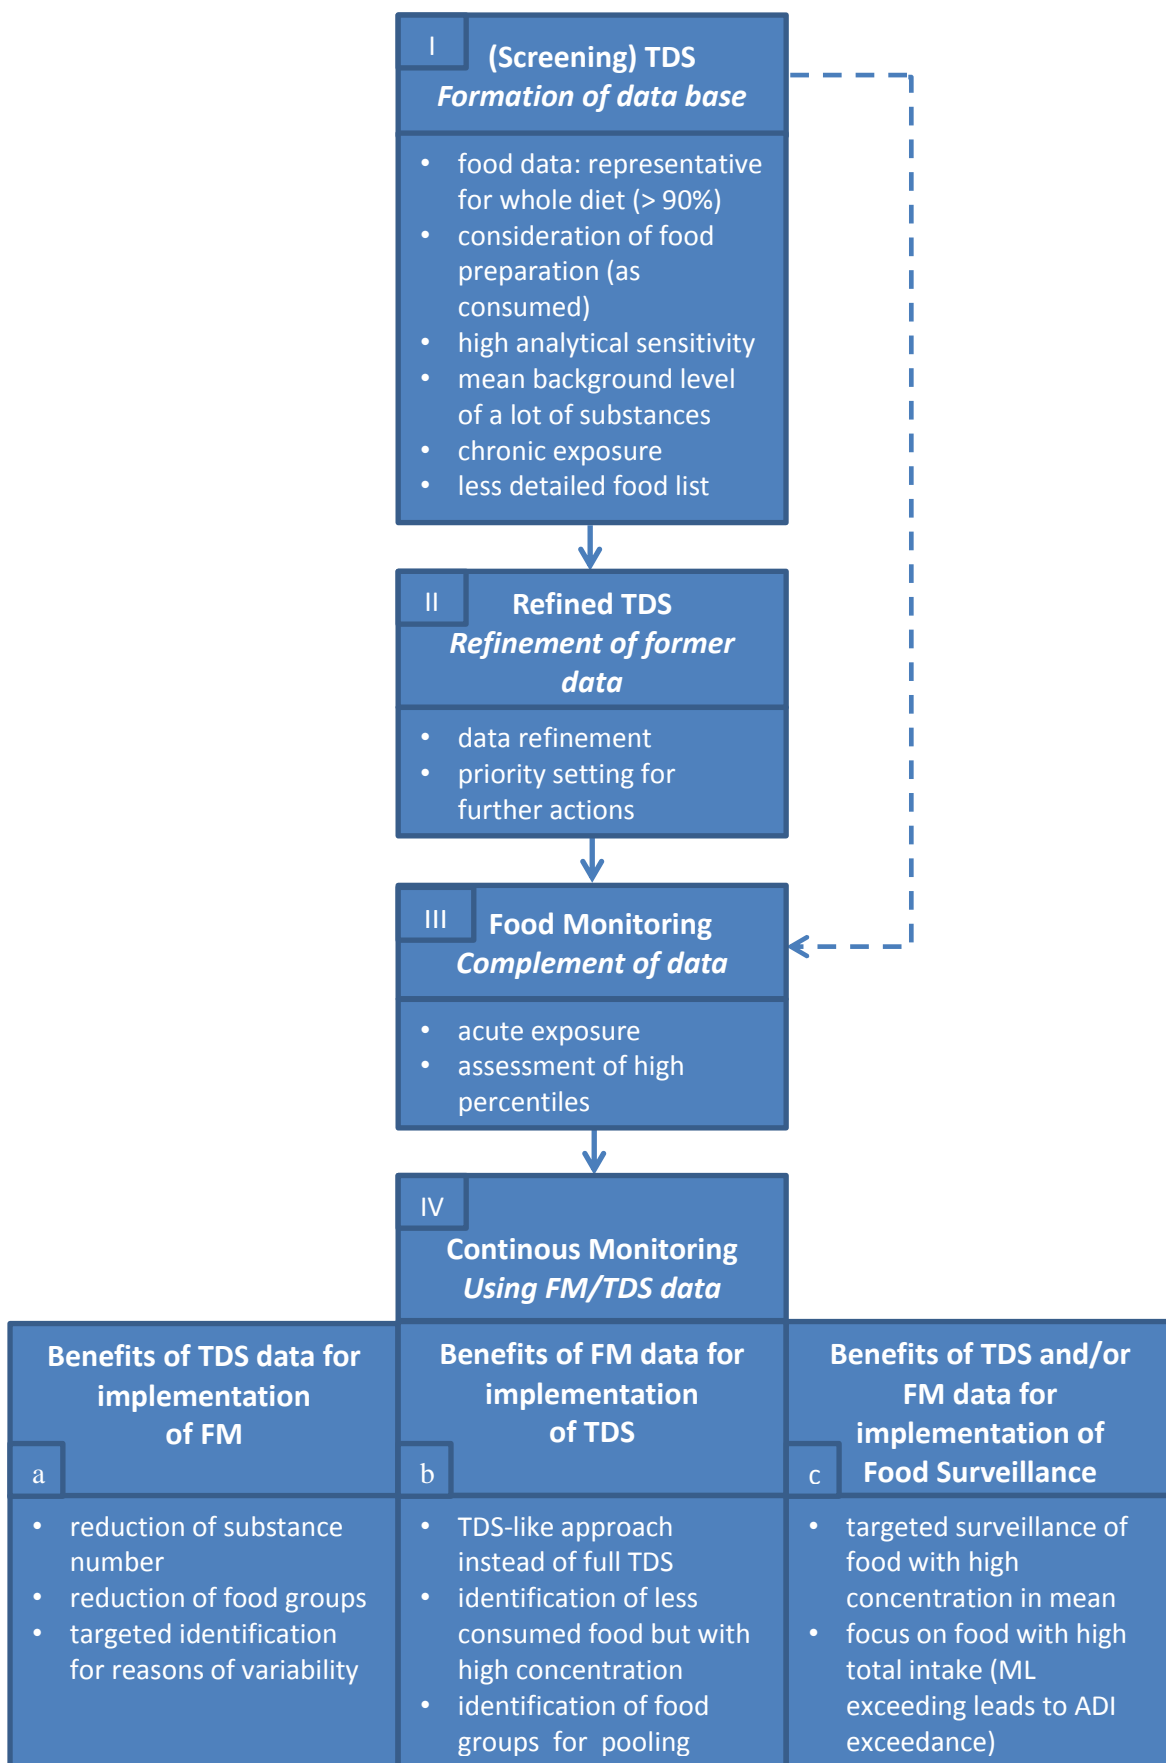 I
(Screening) TDS
Formation of data base
• food data: representative
for whole diet (> 90%)
• consideration of food
preparation (as
consumed)
• high analytical sensitivity
• mean background level
of a lot of substances
• chronic exposure
• less detailed food list
II
Refined TDS
Refinement of former
data
• data refinement
• priority setting for
further actions
III
Food Monitoring
Complement of data
• acute exposure
• assessment of high
percentiles
IV
Continous Monitoring
Using FM/TDS data
Benefits of TDS data for
implementation
of FM
a
• reduction of substance
number
• reduction of food groups
• targeted identification
for reasons of variability
Benefits of FM data for
implementation
of TDS
b
• TDS-like approach
instead of full TDS
• identification of less
consumed food but with
high concentration
• identification of food
groups for pooling
Benefits of TDS and/or
FM data for
implementation of
Food Surveillance
c
• targeted surveillance of
food with high
concentration in mean
• focus on food with high
total intake (ML
exceeding leads to ADI
exceedance)